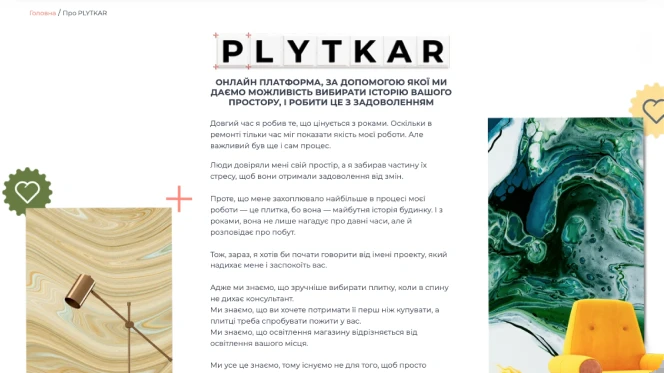 Головна / Про PLYTKAR
PLYTKAR
ОНЛАЙН ПЛАТФОРМА, ЗА ДОПОМОГОЮ ЯКОЇ МИ
ДАЄМО МОЖЛИВІСТЬ ВИБИРАТИ ІСТОРІЮ ВАШОГО
ПРОСТОРУ, І РОБИТИ ЦЕ З ЗАДОВОЛЕННЯМ
Довгий час я робив те, що цінується з роками. Оскільки в
ремонті тільки час міг показати якість моєї роботи. Але
важливий був ще і сам процес.
Люди довіряли мені свій простір, а я забирав частину їх
стресу, щоб вони отримали задоволення від змін.
Проте, що мене захоплювало найбільше в процесі моєї
роботи — це плитка, бо вона — майбутня історія будинку. І з
роками, вона не лише нагадує про давні часи, але й
розповідає про побут.
Тож, зараз, я хотів би почати говорити від імені проекту, який
надихає мене і заспокоїть вас.
Адже ми знаємо, що зручніше вибирати плитку, коли в спину
не дихає консультант.
Ми знаємо, що ви хочете потримати її перш ніж купувати, а
плитці треба спробувати пожити у вас.
Ми знаємо, що освітлення магазину відрізняється від
освітлення вашого місця.
Ми усе це знаємо, тому існуємо не для того, щоб просто